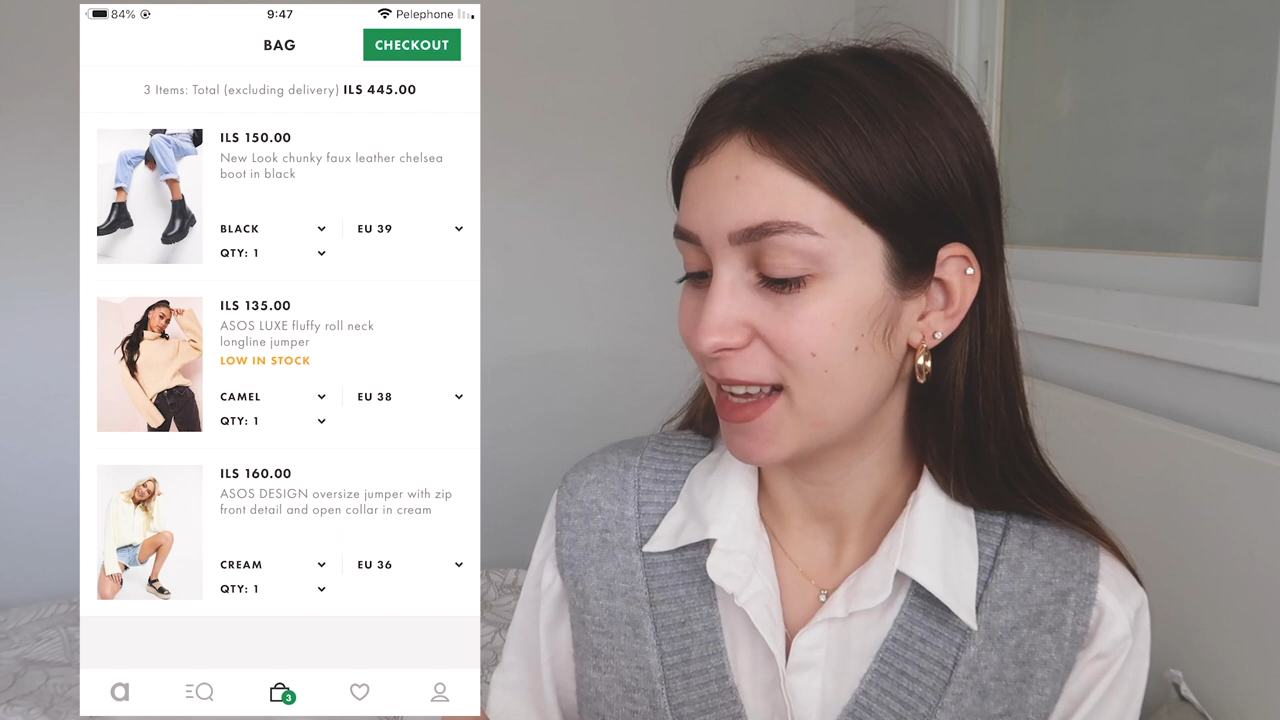 84%
9:47
Pelephone
BAG
CHECKOUT
3 Items: Total (excluding delivery) ILS 445.00
ILS 150.00
New Look chunky faux leather chelsea
boot in black
BLACK
EU 39
QTY: 1
ILS 135.00
ASOS LUXE fluffy roll neck
longline jumper
LOW IN STOCK
CAMEL
EU 38
QTY: 1
ILS 160.00
ASOS DESIGN oversize jumper with zip
front detail and open collar in cream
CREAM
EU 36
QTY: 1
a
3